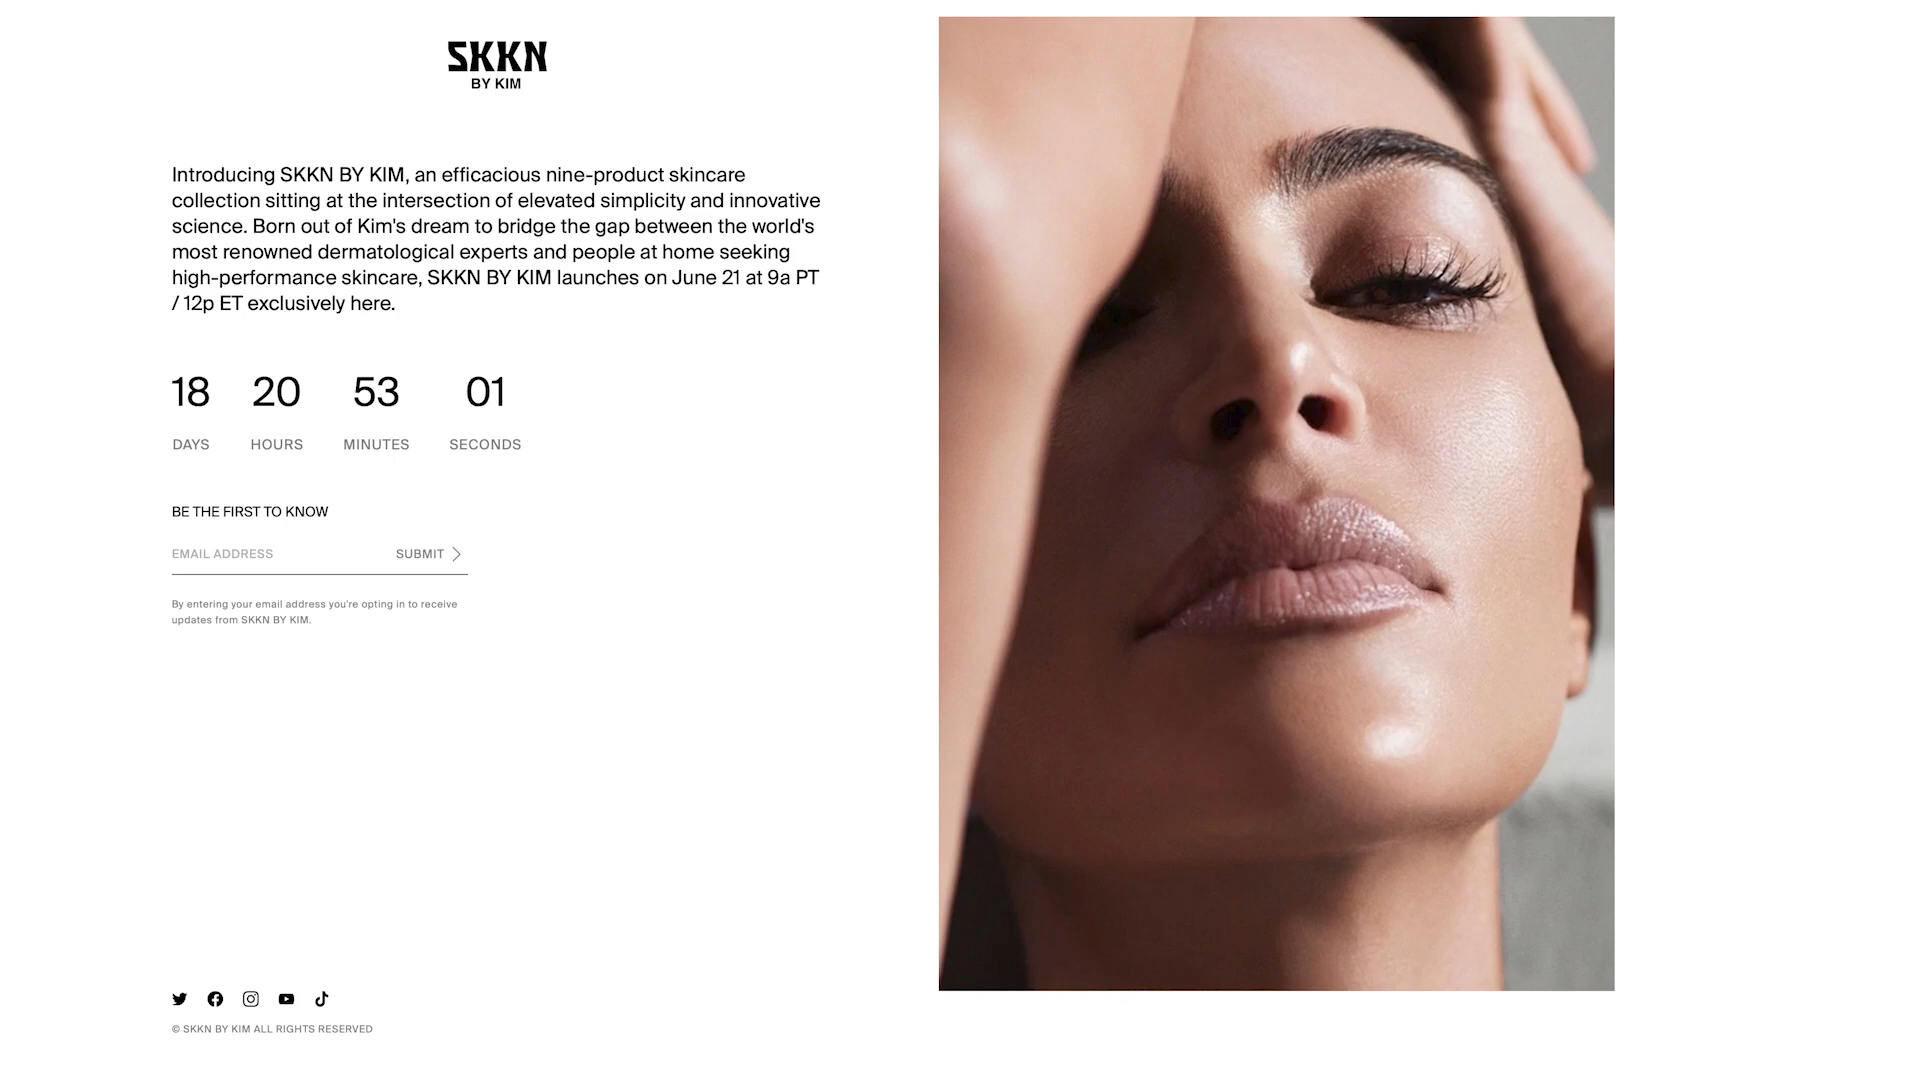 SKKN
BY KIM
Introducing SKKN BY KIM, an efficacious nine-product skincare
collection sitting at the intersection of elevated simplicity and innovative
science. Born out of Kim's dream to bridge the gap between the world's
most renowned dermatological experts and people at home seeking
high-performance skincare, SKKN BY KIM launches on June 21 at 9a PT
/ 12p ET exclusively here.
18 20 53 01
DAYS HOURS MINUTES SECONDS
BE THE FIRST TO KNOW
EMAIL ADDRESS SUBMIT
By entering your email address you're opting in to receive
updates from SKKN BY KIM.
© SKKN BY KIM ALL RIGHTS RESERVED